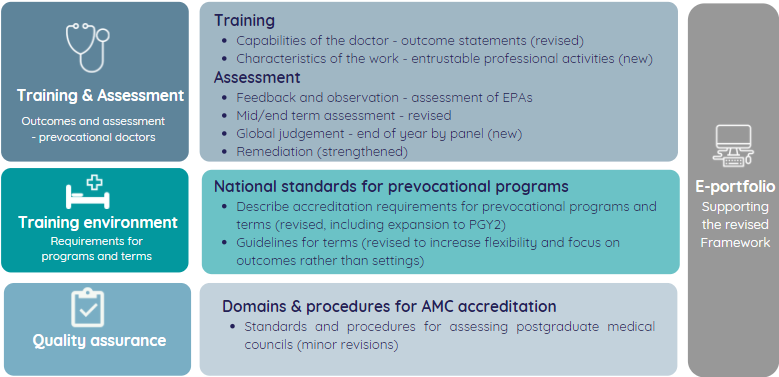 Training & Assessment
Outcomes and assessment
- prevocational doctors
Training
• Capabilities of the doctor - outcome statements (revised)
• Characteristics of the work - entrustable professional activities (new)
Assessment
• Feedback and observation - assessment of EPAs
• Mid/end term assessment - revised
• Global judgement - end of year by panel (new)
• Remediation (strengthened)
Training environment
Requirements for
programs and terms
National standards for prevocational programs
• Describe accreditation requirements for prevocational programs and
terms (revised, including expansion to PGY2)
• Guidelines for terms (revised to increase flexibility and focus on
outcomes rather than settings)
Quality assurance
Domains & procedures for AMC accreditation
• Standards and procedures for assessing postgraduate medical
councils (minor revisions)
E-portfolio
Supporting
the revised
Framework